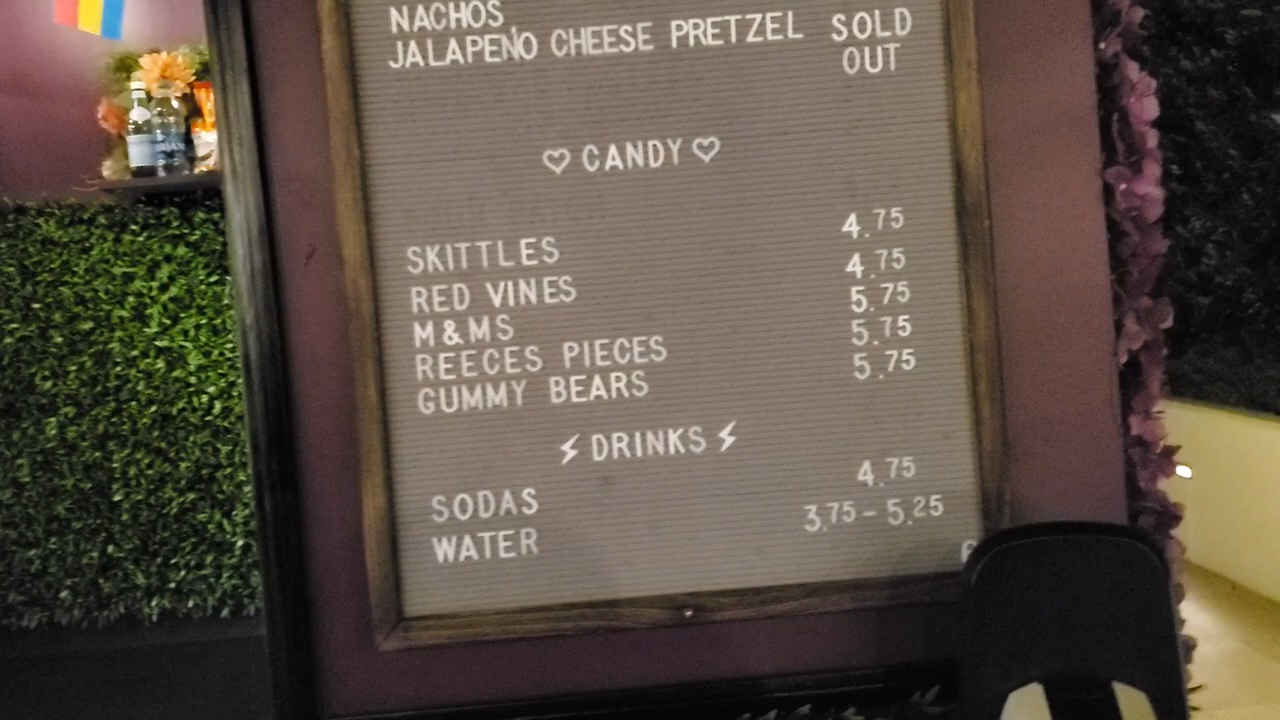 NACHOS
JALAPEÑO CHEESE PRETZEL SOLD
OUT
♡ CANDY ♡
SKITTLES 4.75
RED VINES 4.75
M&MS 5.75
REECES PIECES 5.75
GUMMY BEARS 5.75
⚡ DRINKS ⚡
SODAS 4.75
WATER 3.75 - 5.25